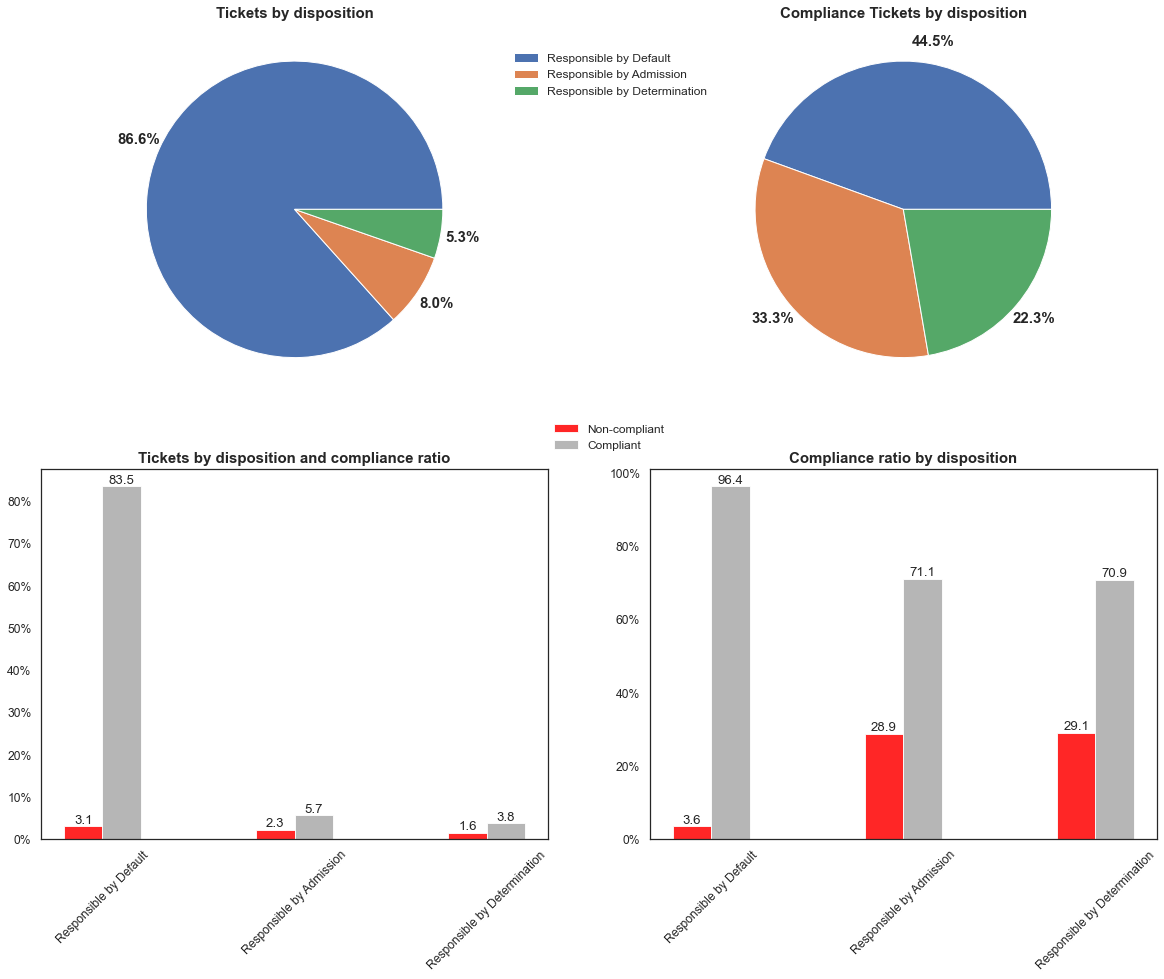 Tickets by disposition
86.6%
5.3%
8.0%
Responsible by Default
Responsible by Admission
Responsible by Determination
Compliance Tickets by disposition
44.5%
33.3%
22.3%
Non-compliant
Compliant
Tickets by disposition and compliance ratio
80%
70%
60%
50%
40%
30%
20%
10%
0%
83.5
3.1
2.3
5.7
1.6
3.8
Responsible by Default
Responsible by Admission
Responsible by Determination
Compliance ratio by disposition
100%
80%
60%
40%
20%
0%
96.4
3.6
28.9
71.1
29.1
70.9
Responsible by Default
Responsible by Admission
Responsible by Determination